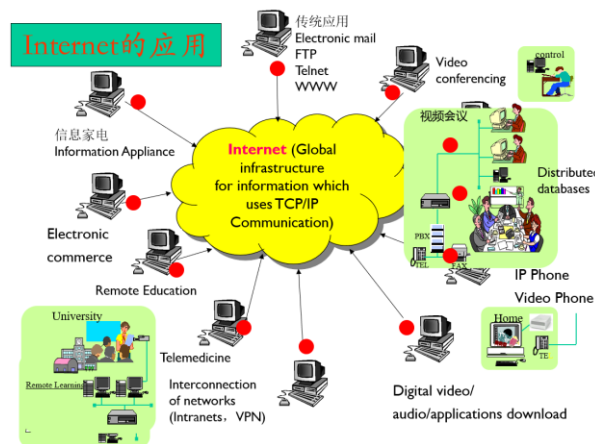 Internet的应用
传统应用
Electronic mail
FTP
Telnet
WWW
Video
conferencing
control
信息家电
Information Appliance
Internet (Global
infrastructure
for information which
uses TCP/IP
Communication)
视频会议
Distributed
databases
Electronic
commerce
PBX
TEL
FAX
Remote Education
IP Phone
Video Phone
University
Home
TE
Remote Learning
Telemedicine
Interconnection
of networks
(Intranets，VPN)
Digital video/
audio/applications download